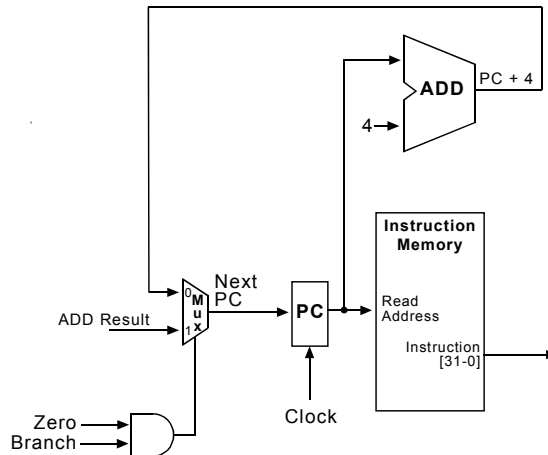 ADD
PC + 4
4
Instruction
Memory
0
Mux
1
Next
PC
ADD Result
PC
Read
Address
Instruction
[31-0]
Clock
Zero
Branch